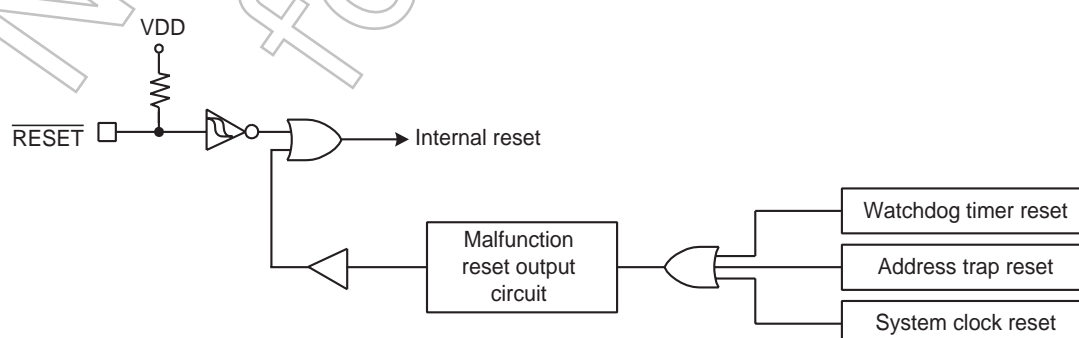 VDD
RESET
Internal reset
Watchdog timer reset
Malfunction
reset output
circuit
Address trap reset
System clock reset